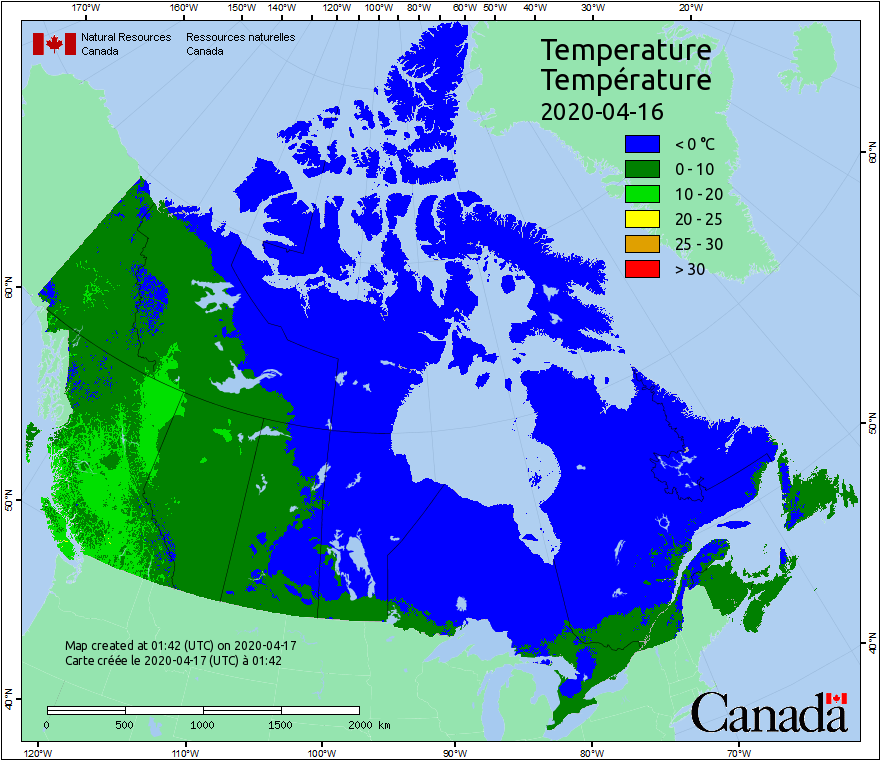 170°W 160°W 150°W 140°W 130°W 120°W 110°W 100°W 90°W 80°W 70°W 60°W 50°W 40°W 30°W 20°W
Natural Resources Ressources naturelles
Canada Canada
Temperature
Température
2020-04-16
< 0 °C
0 - 10
10 - 20
20 - 25
25 - 30
> 30
60°N
60°N
50°N
50°N
40°N
40°N
Map created at 01:42 (UTC) on 2020-04-17
Carte créée le 2020-04-17 (UTC) à 01:42
0 500 1000 1500 2000 km
Canada
120°W 110°W 100°W 90°W 80°W 70°W